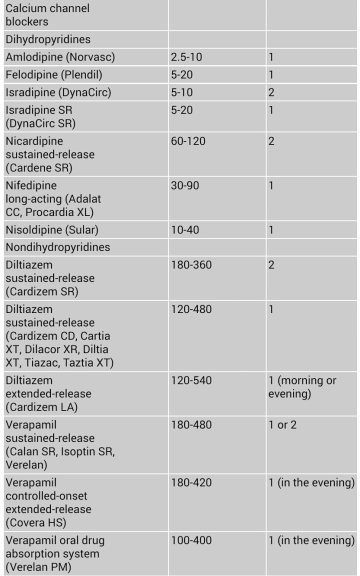 Calcium channel
blockers
Dihydropyridines
Amlodipine (Norvasc) 2.5-10 1
Felodipine (Plendil) 5-20 1
Isradipine (DynaCirc) 5-10 2
Isradipine SR 5-20 1
(DynaCirc SR)
Nicardipine 60-120 2
sustained-release
(Cardene SR)
Nifedipine 30-90 1
long-acting (Adalat
CC, Procardia XL)
Nisoldipine (Sular) 10-40 1
Nondihydropyridines
Diltiazem 180-360 2
sustained-release
(Cardizem SR)
Diltiazem 120-480 1
sustained-release
(Cardizem CD, Cartia
XT, Dilacor XR, Diltia
XT, Tiazac, Taztia XT)
Diltiazem 120-540 1 (morning or
extended-release evening)
(Cardizem LA)
Verapamil 180-480 1 or 2
sustained-release
(Calan SR, Isoptin SR,
Verelan)
Verapamil 180-420 1 (in the evening)
controlled-onset
extended-release
(Covera HS)
Verapamil oral drug 100-400 1 (in the evening)
absorption system
(Verelan PM)